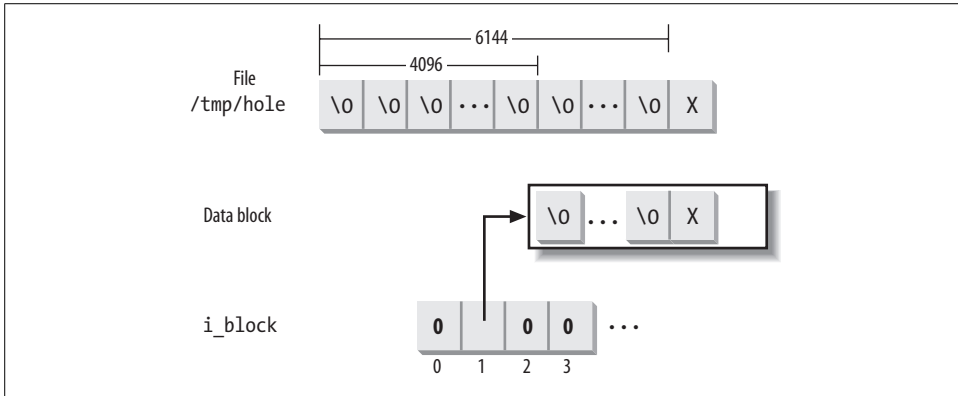 6144
4096
File
/tmp/hole
\0 \0 \0 ... \0 \0 ... \0 X
Data block
\0 ... \0 X
i_block
0 0 0 ...
0 1 2 3